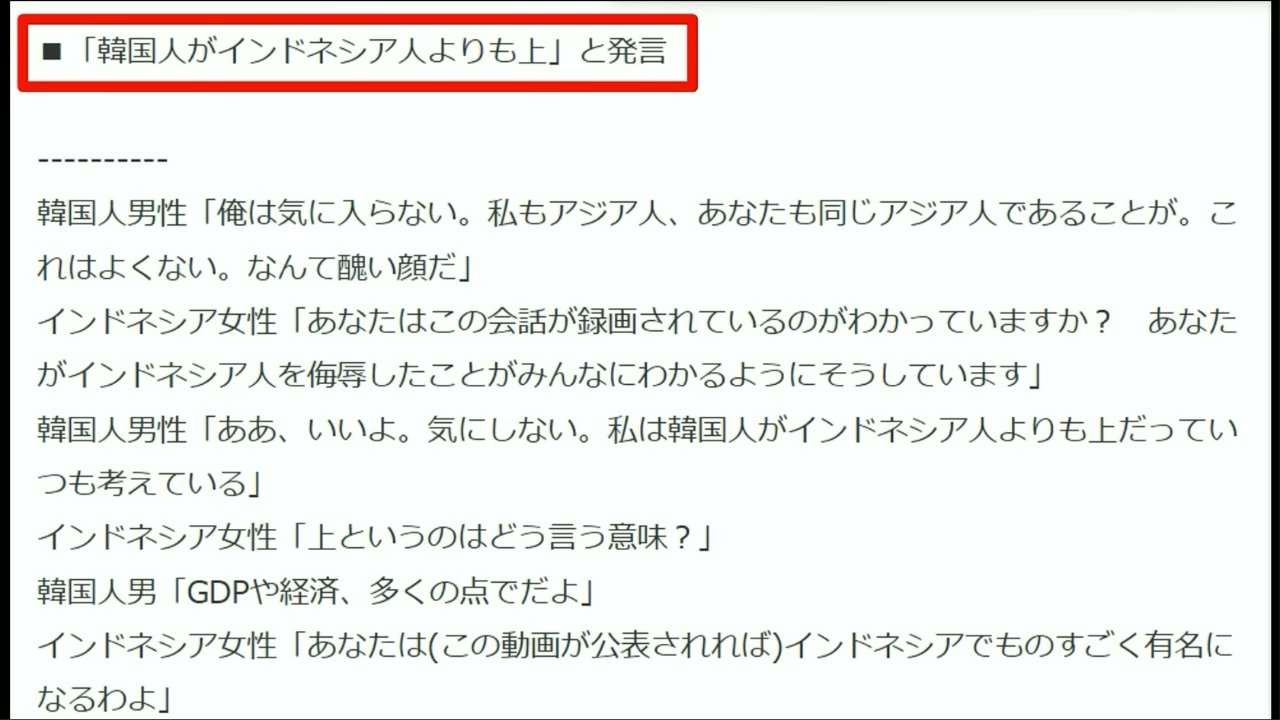 ■「韓国人がインドネシア人よりも上」と発言
----------
韓国人男性「俺は気に入らない。私もアジア人、あなたも同じアジア人であることが。こ
れはよくない。なんて醜い顔だ」
インドネシア女性「あなたはこの会話が録画されているのがわかっていますか？　あなた
がインドネシア人を侮辱したことがみんなにわかるようにそうしています」
韓国人男性「ああ、いいよ。気にしない。私は韓国人がインドネシア人よりも上だってい
つも考えている」
インドネシア女性「上というのはどう言う意味？」
韓国人男「GDPや経済、多くの点でだよ」
インドネシア女性「あなたは(この動画が公表されれば)インドネシアでものすごく有名に
なるわよ」